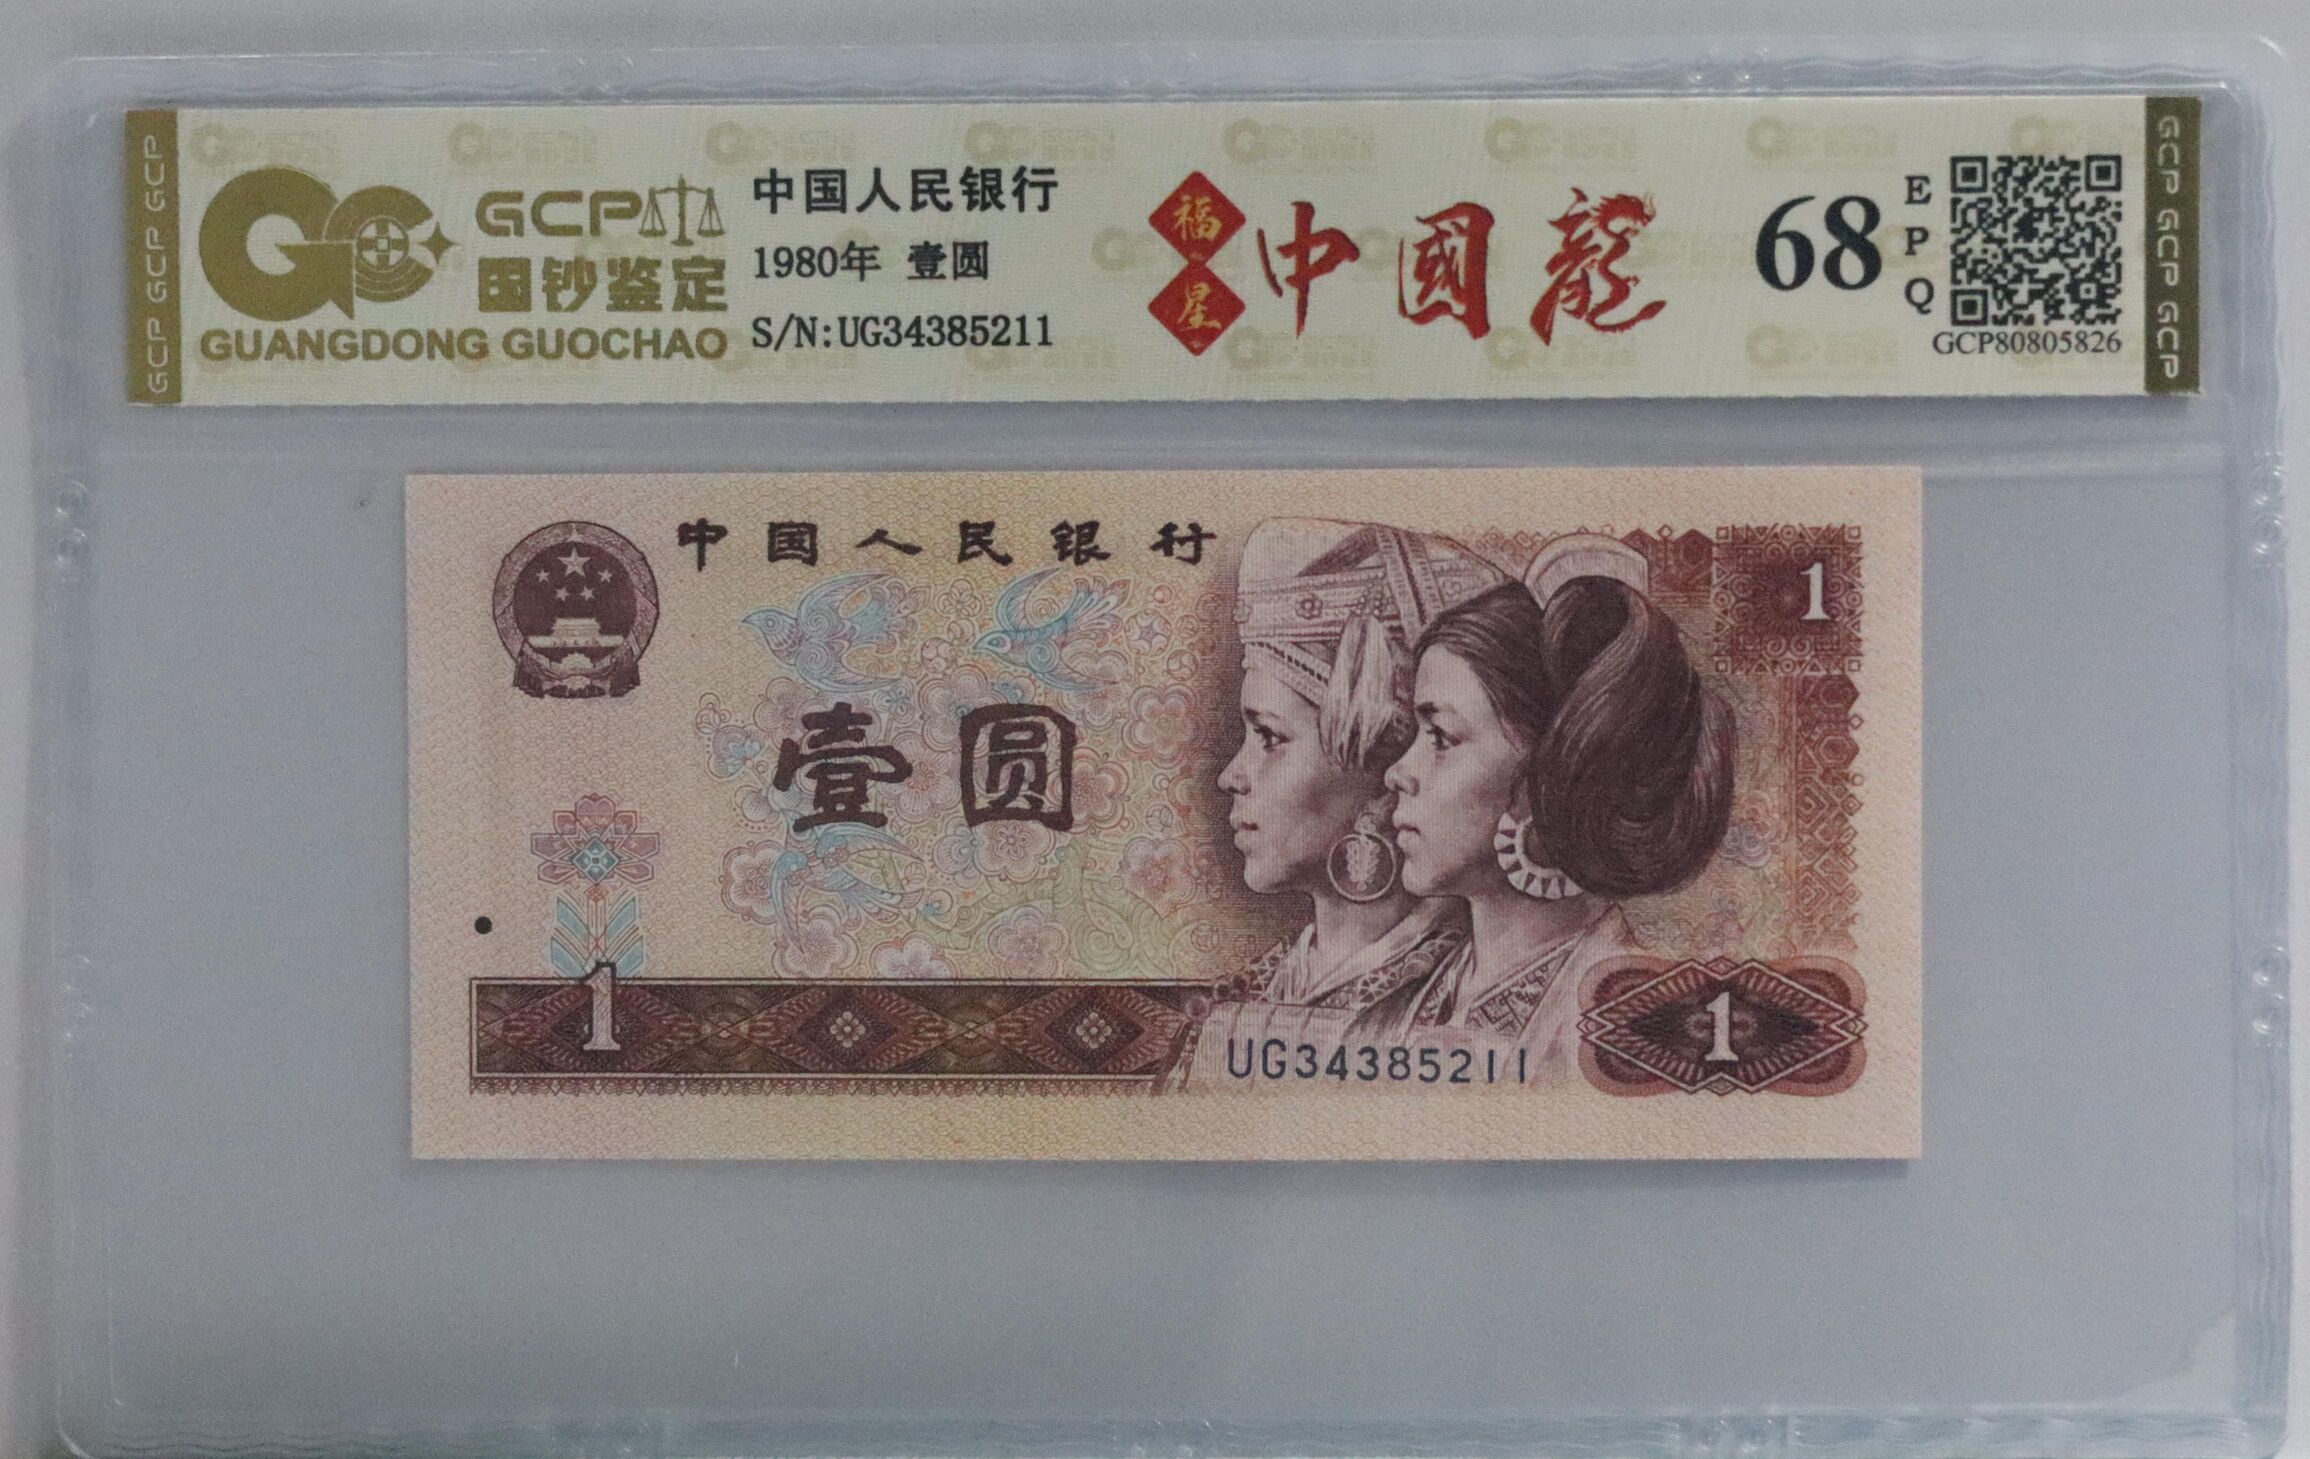 GCP GCP GCP
GCP
国钞鉴定
GUANGDONG GUOCHAO
中国人民银行
1980年 壹圆
S/N:UG34385211
福星
中國龍
68
EPQ
GCP80805826
GCP GCP GCP
中国人民银行
1
壹圆
1
UG34385211
1